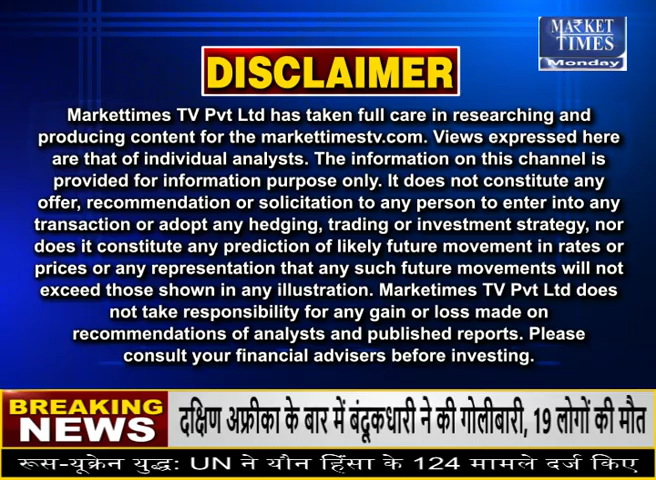 MARKET
TIMES
Monday
DISCLAIMER
Markettimes TV Pvt Ltd has taken full care in researching and
producing content for the markettimestv.com. Views expressed here
are that of individual analysts. The information on this channel is
provided for information purpose only. It does not constitute any
offer, recommendation or solicitation to any person to enter into any
transaction or adopt any hedging, trading or investment strategy, nor
does it constitute any prediction of likely future movement in rates or
prices or any representation that any such future movements will not
exceed those shown in any illustration. Marketimes TV Pvt Ltd does
not take responsibility for any gain or loss made on
recommendations of analysts and published reports. Please
consult your financial advisers before investing.
BREAKING
NEWS
दक्षिण अफ्रीका के बार में बंदूकधारी ने की गोलीबारी, 19 लोगों की मौत
रूस-यूक्रेन युद्ध: UN ने यौन हिंसा के 124 मामले दर्ज किए